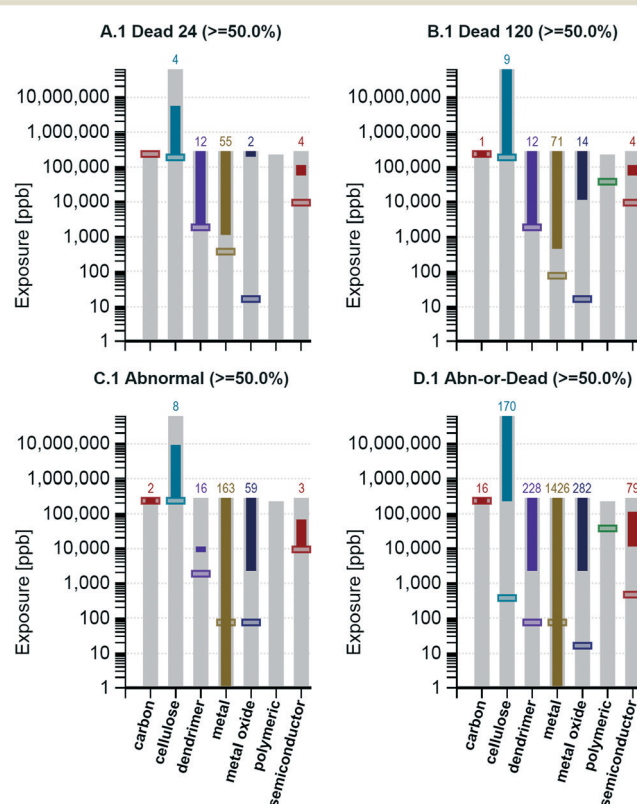 A.1 Dead 24 (>=50.0%)
4
12 55 2 4
10,000,000
1,000,000
100,000
10,000
1,000
100
10
1
Exposure [ppb]
B.1 Dead 120 (>=50.0%)
9
1 12 71 14 4
10,000,000
1,000,000
100,000
10,000
1,000
100
10
1
Exposure [ppb]
C.1 Abnormal (>=50.0%)
8
2 16 163 59 3
10,000,000
1,000,000
100,000
10,000
1,000
100
10
1
Exposure [ppb]
carbon
cellulose
dendrimer
metal
metal oxide
polymeric
semiconductor
D.1 Abn-or-Dead (>=50.0%)
170
16 228 1426 282 79
10,000,000
1,000,000
100,000
10,000
1,000
100
10
1
Exposure [ppb]
carbon
cellulose
dendrimer
metal
metal oxide
polymeric
semiconductor